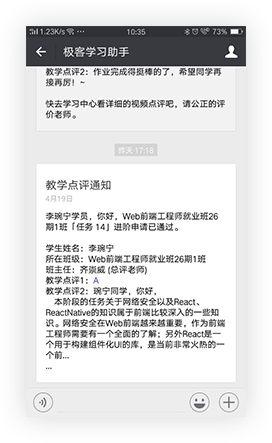 1.23K/s 10:35 73%
极客学习助手
教学点评2：作业完成得挺棒的了，希望同学再
接再厉！~
快去学习中心看详细的视频点评吧，请公正的评
价老师。
昨天 17:18
教学点评通知
4月19日
李琬宁学员，你好，Web前端工程师就业班26
期1班「任务 14」进阶申请已通过。
学生姓名：李琬宁
所在班级：Web前端工程师就业班26期1班
班主任：齐崇威 (总评老师)
教学点评1：A
教学点评2：琬宁同学，你好，
本阶段的任务关于网络安全以及React、
ReactNative的知识属于前端比较深入的一些知
识。网络安全在Web前端越来越重要，作为前端
工程师需要有一个全面的了解；另外React是一
个用于构建组件化UI的库，是当前非常火热的一
个前...
...